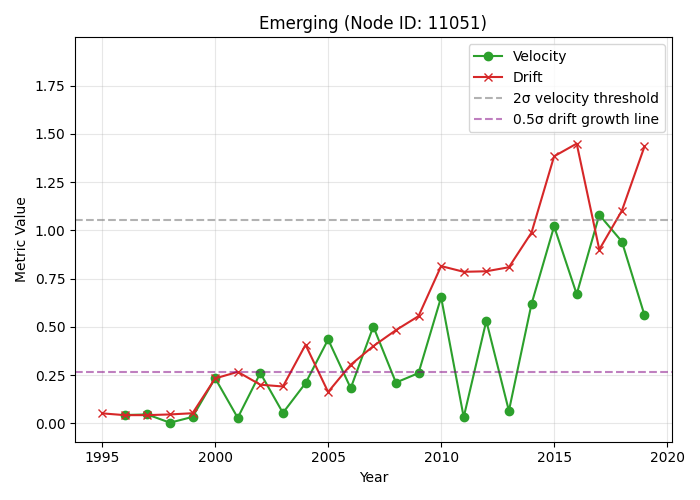 Emerging (Node ID: 11051)
Velocity
Drift
2σ velocity threshold
0.5σ drift growth line
Metric Value
1.75
1.50
1.25
1.00
0.75
0.50
0.25
0.00
1995
2000
2005
2010
2015
2020
Year